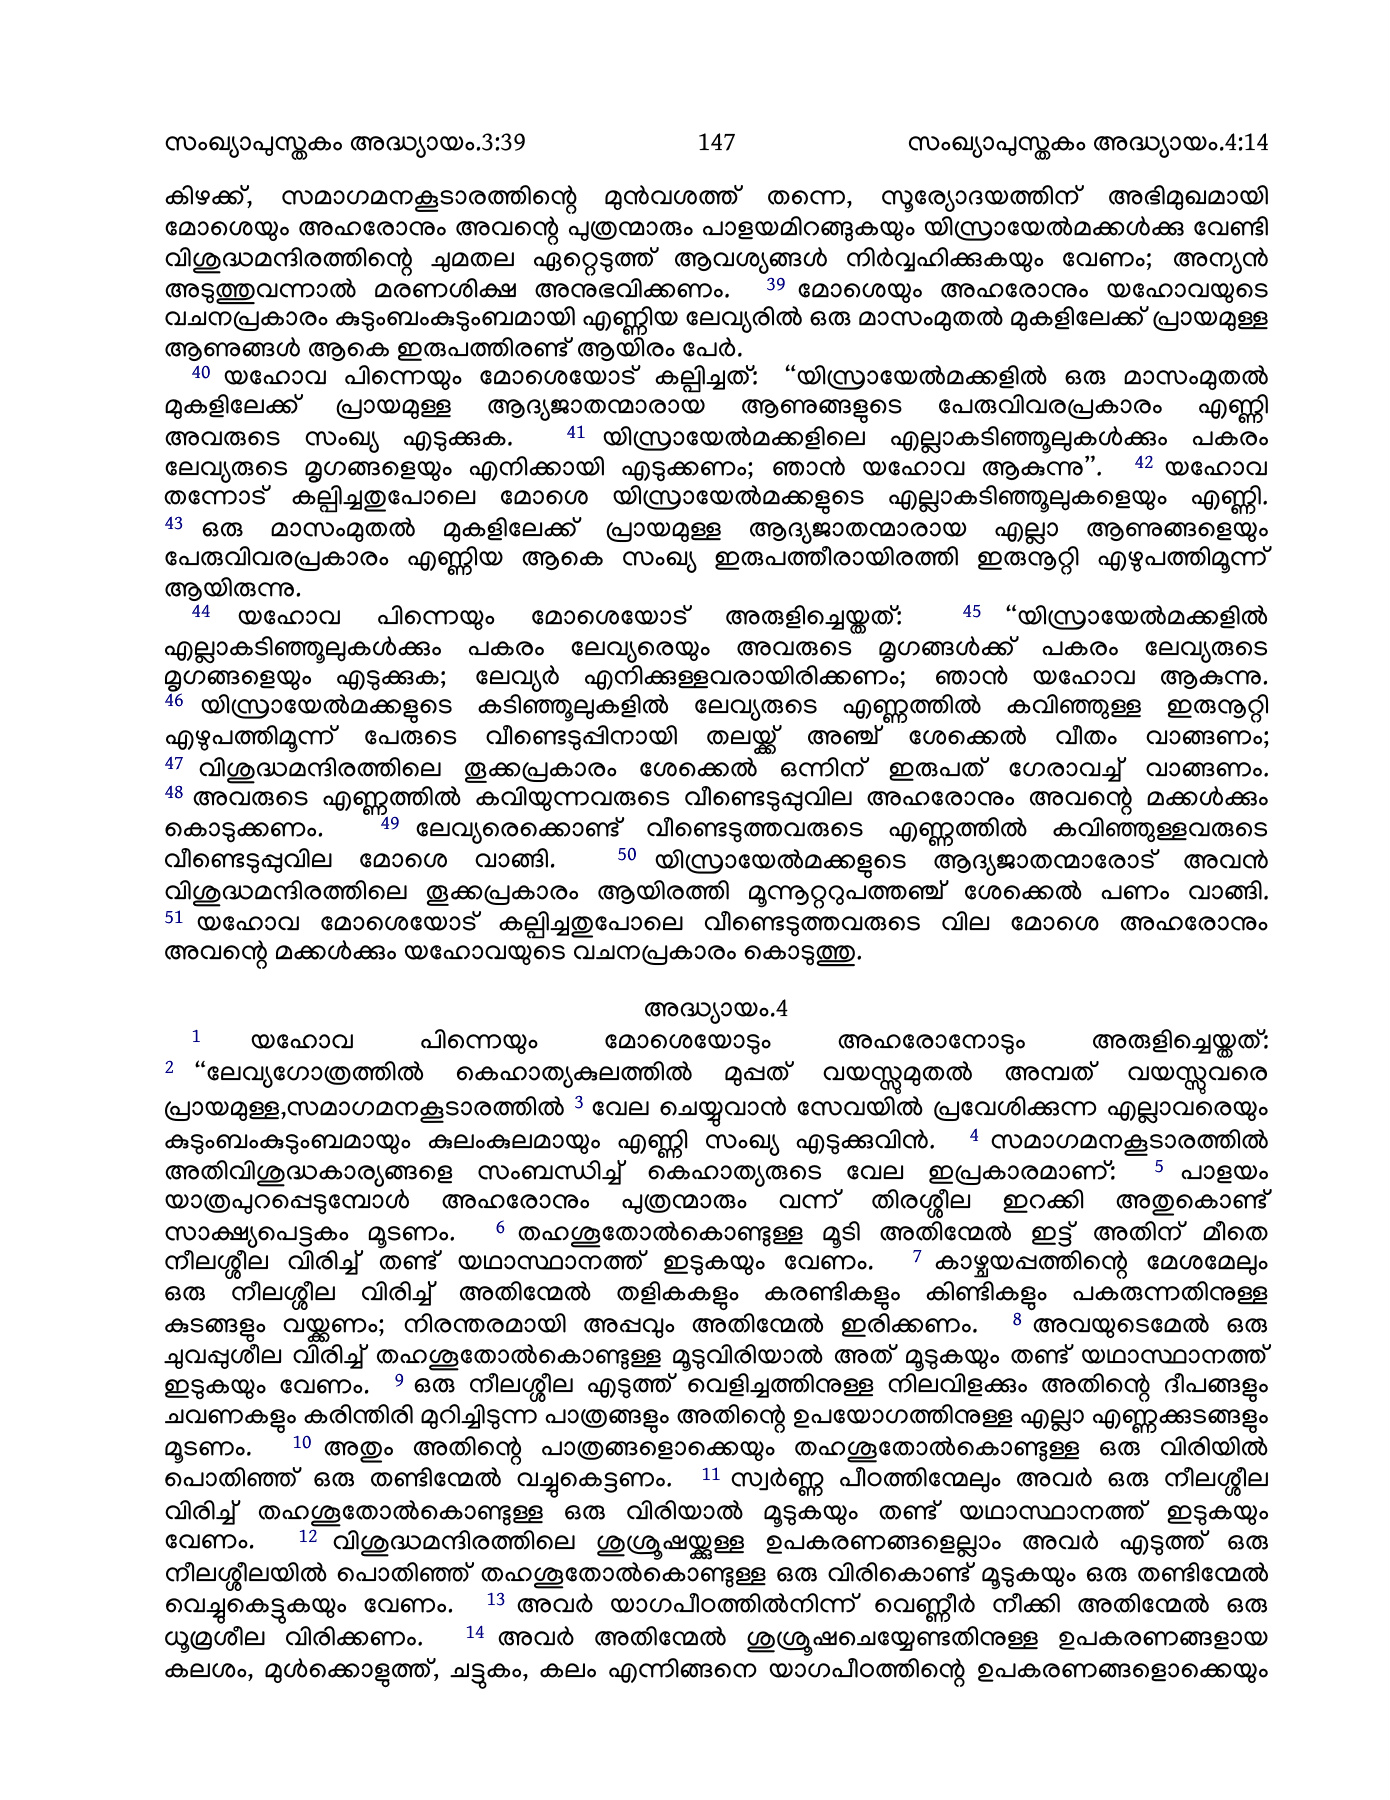 സംഖ്യാപുസ്തകം അദ്ധ്യായം.3:39 147 സംഖ്യാപുസ്തകം അദ്ധ്യായം.4:14
കിഴക്ക്, സമാഗമനകൂടാരത്തിന്റെ മുൻവശത്ത് തന്നെ, സൂര്യോദയത്തിന് അഭിമുഖമായി
മോശെയും അഹരോനും അവന്റെ പുത്രന്മാരും പാളയമിറങ്ങുകയും യിസ്രായേൽമക്കൾക്കു വേണ്ടി
വിശുദ്ധമന്ദിരത്തിന്റെ ചുമതല ഏറ്റെടുത്ത് ആവശ്യങ്ങൾ നിർവ്വഹിക്കുകയും വേണം; അന്യൻ
അടുത്തുവന്നാൽ മരണശിക്ഷ അനുഭവിക്കണം. 39 മോശെയും അഹരോനും യഹോവയുടെ
വചനപ്രകാരം കുടുംബംകുടുംബമായി എണ്ണിയ ലേവ്യരിൽ ഒരു മാസംമുതൽ മുകളിലേക്ക് പ്രായമുള്ള
ആണുങ്ങൾ ആകെ ഇരുപത്തിരണ്ട് ആയിരം പേർ.
40 യഹോവ പിന്നെയും മോശെയോട് കല്പിച്ചത്: “യിസ്രായേൽമക്കളിൽ ഒരു മാസംമുതൽ
മുകളിലേക്ക് പ്രായമുള്ള ആദ്യജാതന്മാരായ ആണുങ്ങളുടെ പേരുവിവരപ്രകാരം എണ്ണി
അവരുടെ സംഖ്യ എടുക്കുക. 41 യിസ്രായേൽമക്കളിലെ എല്ലാകടിഞ്ഞൂലുകൾക്കും പകരം
ലേവ്യരുടെ മൃഗങ്ങളെയും എനിക്കായി എടുക്കണം; ഞാൻ യഹോവ ആകുന്നു”. 42 യഹോവ
തന്നോട് കല്പിച്ചതുപോലെ മോശെ യിസ്രായേൽമക്കളുടെ എല്ലാകടിഞ്ഞൂലുകളെയും എണ്ണി.
43 ഒരു മാസംമുതൽ മുകളിലേക്ക് പ്രായമുള്ള ആദ്യജാതന്മാരായ എല്ലാ ആണുങ്ങളെയും
പേരുവിവരപ്രകാരം എണ്ണിയ ആകെ സംഖ്യ ഇരുപത്തീരായിരത്തി ഇരുനൂറ്റി എഴുപത്തിമൂന്ന്
ആയിരുന്നു.
44 യഹോവ പിന്നെയും മോശെയോട് അരുളിച്ചെയ്തത്: 45 “യിസ്രായേൽമക്കളിൽ
എല്ലാകടിഞ്ഞൂലുകൾക്കും പകരം ലേവ്യരെയും അവരുടെ മൃഗങ്ങൾക്ക് പകരം ലേവ്യരുടെ
മൃഗങ്ങളെയും എടുക്കുക; ലേവ്യർ എനിക്കുള്ളവരായിരിക്കണം; ഞാൻ യഹോവ ആകുന്നു.
46 യിസ്രായേൽമക്കളുടെ കടിഞ്ഞൂലുകളിൽ ലേവ്യരുടെ എണ്ണത്തിൽ കവിഞ്ഞുള്ള ഇരുനൂറ്റി
എഴുപത്തിമൂന്ന് പേരുടെ വീണ്ടെടുപ്പിനായി തലയ്ക്ക് അഞ്ച് ശേക്കെൽ വീതം വാങ്ങണം;
47 വിശുദ്ധമന്ദിരത്തിലെ തൂക്കപ്രകാരം ശേക്കെൽ ഒന്നിന് ഇരുപത് ഗേരാവച്ച് വാങ്ങണം.
48 അവരുടെ എണ്ണത്തിൽ കവിയുന്നവരുടെ വീണ്ടെടുപ്പുവില അഹരോനും അവന്റെ മക്കൾക്കും
കൊടുക്കണം. 49 ലേവ്യരെക്കൊണ്ട് വീണ്ടെടുത്തവരുടെ എണ്ണത്തിൽ കവിഞ്ഞുള്ളവരുടെ
വീണ്ടെടുപ്പുവില മോശെ വാങ്ങി. 50 യിസ്രായേൽമക്കളുടെ ആദ്യജാതന്മാരോട് അവൻ
വിശുദ്ധമന്ദിരത്തിലെ തൂക്കപ്രകാരം ആയിരത്തി മൂന്നൂറ്ററുപത്തഞ്ച് ശേക്കെൽ പണം വാങ്ങി.
51 യഹോവ മോശെയോട് കല്പിച്ചതുപോലെ വീണ്ടെടുത്തവരുടെ വില മോശെ അഹരോനും
അവന്റെ മക്കൾക്കും യഹോവയുടെ വചനപ്രകാരം കൊടുത്തു.
അദ്ധ്യായം.4
1 യഹോവ പിന്നെയും മോശെയോടും അഹരോനോടും അരുളിച്ചെയ്തത്:
2 “ലേവ്യഗോത്രത്തിൽ കെഹാത്യകുലത്തിൽ മുപ്പത് വയസ്സുമുതൽ അമ്പത് വയസ്സുവരെ
പ്രായമുള്ള,സമാഗമനകൂടാരത്തിൽ 3 വേല ചെയ്യുവാൻ സേവയിൽ പ്രവേശിക്കുന്ന എല്ലാവരെയും
കുടുംബംകുടുംബമായും കുലംകുലമായും എണ്ണി സംഖ്യ എടുക്കുവിൻ. 4 സമാഗമനകൂടാരത്തിൽ
അതിവിശുദ്ധകാര്യങ്ങളെ സംബന്ധിച്ച് കെഹാത്യരുടെ വേല ഇപ്രകാരമാണ്: 5 പാളയം
യാത്രപുറപ്പെടുമ്പോൾ അഹരോനും പുത്രന്മാരും വന്ന് തിരശ്ശീല ഇറക്കി അതുകൊണ്ട്
സാക്ഷ്യപെട്ടകം മൂടണം. 6 തഹശൂതോൽകൊണ്ടുള്ള മൂടി അതിന്മേൽ ഇട്ട് അതിന് മീതെ
നീലശ്ശീല വിരിച്ച് തണ്ട് യഥാസ്ഥാനത്ത് ഇടുകയും വേണം. 7 കാഴ്ചയപ്പത്തിന്റെ മേശമേലും
ഒരു നീലശ്ശീല വിരിച്ച് അതിന്മേൽ തളികകളും കരണ്ടികളും കിണ്ടികളും പകരുന്നതിനുള്ള
കുടങ്ങളും വയ്ക്കണം; നിരന്തരമായി അപ്പവും അതിന്മേൽ ഇരിക്കണം. 8 അവയുടെമേൽ ഒരു
ചുവപ്പുശീല വിരിച്ച് തഹശൂതോൽകൊണ്ടുള്ള മൂടുവിരിയാൽ അത് മൂടുകയും തണ്ട് യഥാസ്ഥാനത്ത്
ഇടുകയും വേണം. 9 ഒരു നീലശ്ശീല എടുത്ത് വെളിച്ചത്തിനുള്ള നിലവിളക്കും അതിന്റെ ദീപങ്ങളും
ചവണകളും കരിന്തിരി മുറിച്ചിടുന്ന പാത്രങ്ങളും അതിന്റെ ഉപയോഗത്തിനുള്ള എല്ലാ എണ്ണക്കുടങ്ങളും
മൂടണം. 10 അതും അതിന്റെ പാത്രങ്ങളൊക്കെയും തഹശൂതോൽകൊണ്ടുള്ള ഒരു വിരിയിൽ
പൊതിഞ്ഞ് ഒരു തണ്ടിന്മേൽ വച്ചുകെട്ടണം. 11 സ്വർണ്ണ പീഠത്തിന്മേലും അവർ ഒരു നീലശ്ശീല
വിരിച്ച് തഹശൂതോൽകൊണ്ടുള്ള ഒരു വിരിയാൽ മൂടുകയും തണ്ട് യഥാസ്ഥാനത്ത് ഇടുകയും
വേണം. 12 വിശുദ്ധമന്ദിരത്തിലെ ശുശ്രൂഷയ്ക്കുള്ള ഉപകരണങ്ങളെല്ലാം അവർ എടുത്ത് ഒരു
നീലശ്ശീലയിൽ പൊതിഞ്ഞ് തഹശൂതോൽകൊണ്ടുള്ള ഒരു വിരികൊണ്ട് മൂടുകയും ഒരു തണ്ടിന്മേൽ
വെച്ചുകെട്ടുകയും വേണം. 13 അവർ യാഗപീഠത്തിൽനിന്ന് വെണ്ണീർ നീക്കി അതിന്മേൽ ഒരു
ധൂമ്രശീല വിരിക്കണം. 14 അവർ അതിന്മേൽ ശുശ്രൂഷചെയ്യേണ്ടതിനുള്ള ഉപകരണങ്ങളായ
കലശം, മുൾക്കൊളുത്ത്, ചട്ടുകം, കലം എന്നിങ്ങനെ യാഗപീഠത്തിന്റെ ഉപകരണങ്ങളൊക്കെയും